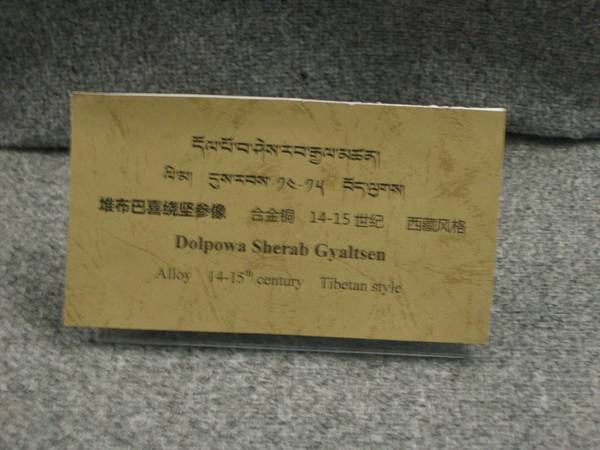 དོལ་པོ་བ་ཤེས་རབ་རྒྱལ་མཚན།
ལི་མ། དུས་རབས་༡༤-༡༥ བོད་ལུགས།
堆布巴喜绕坚参像 合金铜 14-15 世纪 西藏风格
Dolpowa Sherab Gyaltsen
Alloy 14-15th century Tibetan style